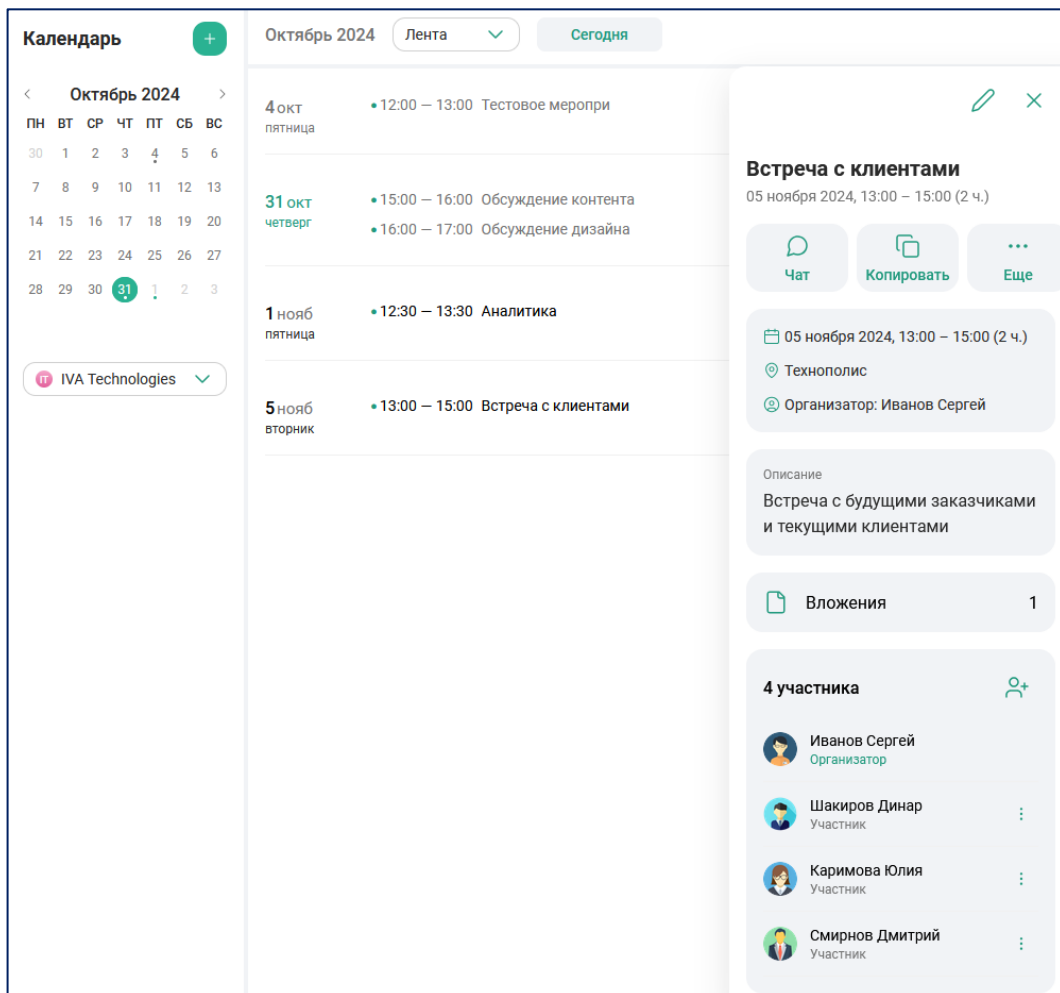 Календарь
+
Октябрь 2024
ПН ВТ СР ЧТ ПТ СБ ВС
30 1 2 3 4 5 6
7 8 9 10 11 12 13
14 15 16 17 18 19 20
21 22 23 24 25 26 27
28 29 30 31 1 2 3
IT IVA Technologies
Октябрь 2024 Лента Сегодня
4 окт
пятница
12:00 — 13:00 Тестовое меропри
31 окт
четверг
15:00 — 16:00 Обсуждение контента
16:00 — 17:00 Обсуждение дизайна
1 нояб
пятница
12:30 — 13:30 Аналитика
5 нояб
вторник
13:00 — 15:00 Встреча с клиентами
Встреча с клиентами
05 ноября 2024, 13:00 – 15:00 (2 ч.)
Чат Копировать Еще
05 ноября 2024, 13:00 – 15:00 (2 ч.)
Технополис
Организатор: Иванов Сергей
Описание
Встреча с будущими заказчиками
и текущими клиентами
Вложения 1
4 участника
Иванов Сергей
Организатор
Шакиров Динар
Участник
Каримова Юлия
Участник
Смирнов Дмитрий
Участник